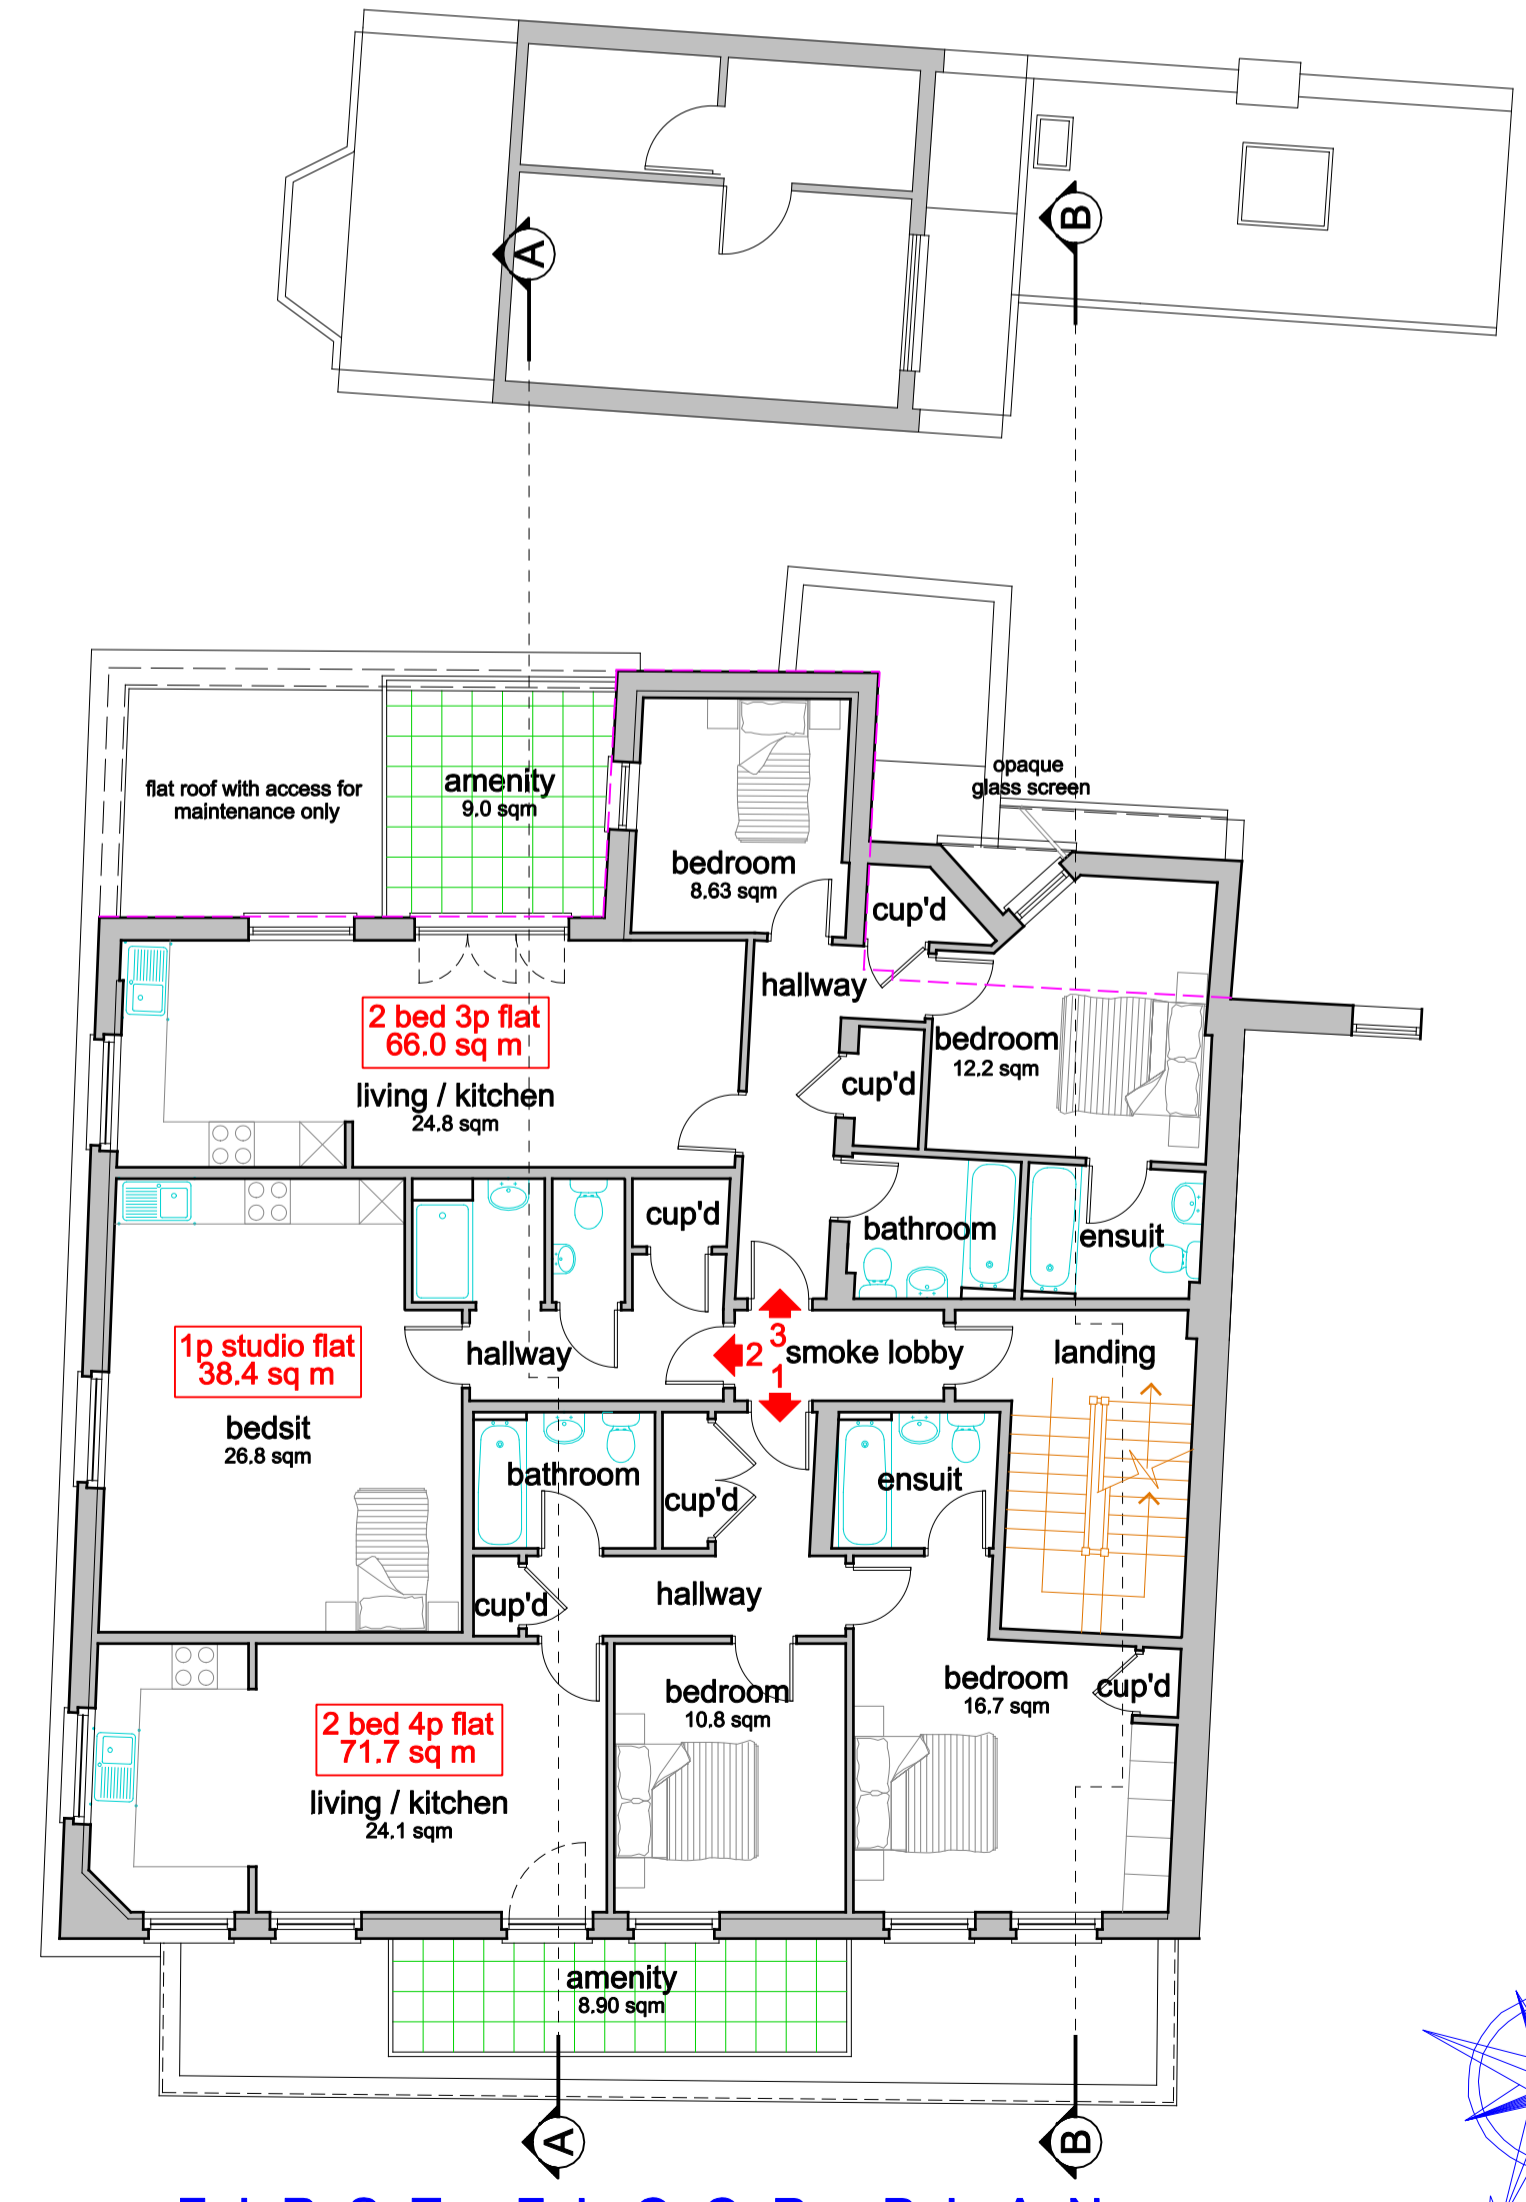 A
B
opaque
glass screen
flat roof with access for
maintenance only
amenity
9.0 sqm
bedroom
8.63 sqm
cup'd
hallway
2 bed 3p flat
66.0 sq m
living / kitchen
24.8 sqm
bedroom
12.2 sqm
cup'd
cup'd
bathroom
ensuit
1p studio flat
38.4 sq m
bedsit
26.8 sqm
hallway
3
2
1
smoke lobby
landing
bathroom
cup'd
ensuit
cup'd
hallway
2 bed 4p flat
71.7 sq m
living / kitchen
24.1 sqm
bedroom
10.8 sqm
bedroom
16.7 sqm
cup'd
amenity
8.90 sqm
A
B
FIRST FLOOR PLAN